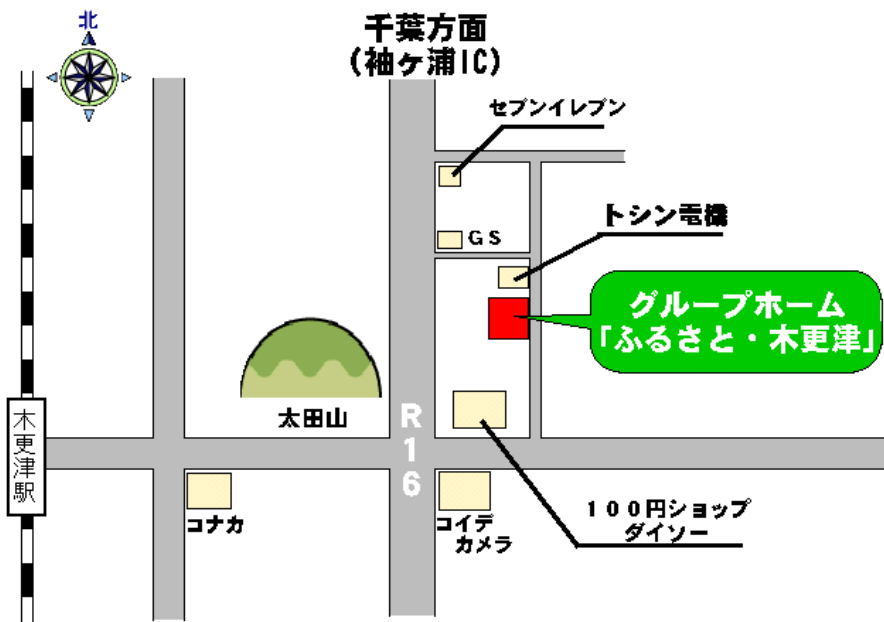 北
千葉方面
(袖ヶ浦IC)
セブンイレブン
トシン電機
GS
グループホーム
「ふるさと・木更津」
太田山
R16
木更津駅
コナカ
コイデ
カメラ
100円ショップ
ダイソー